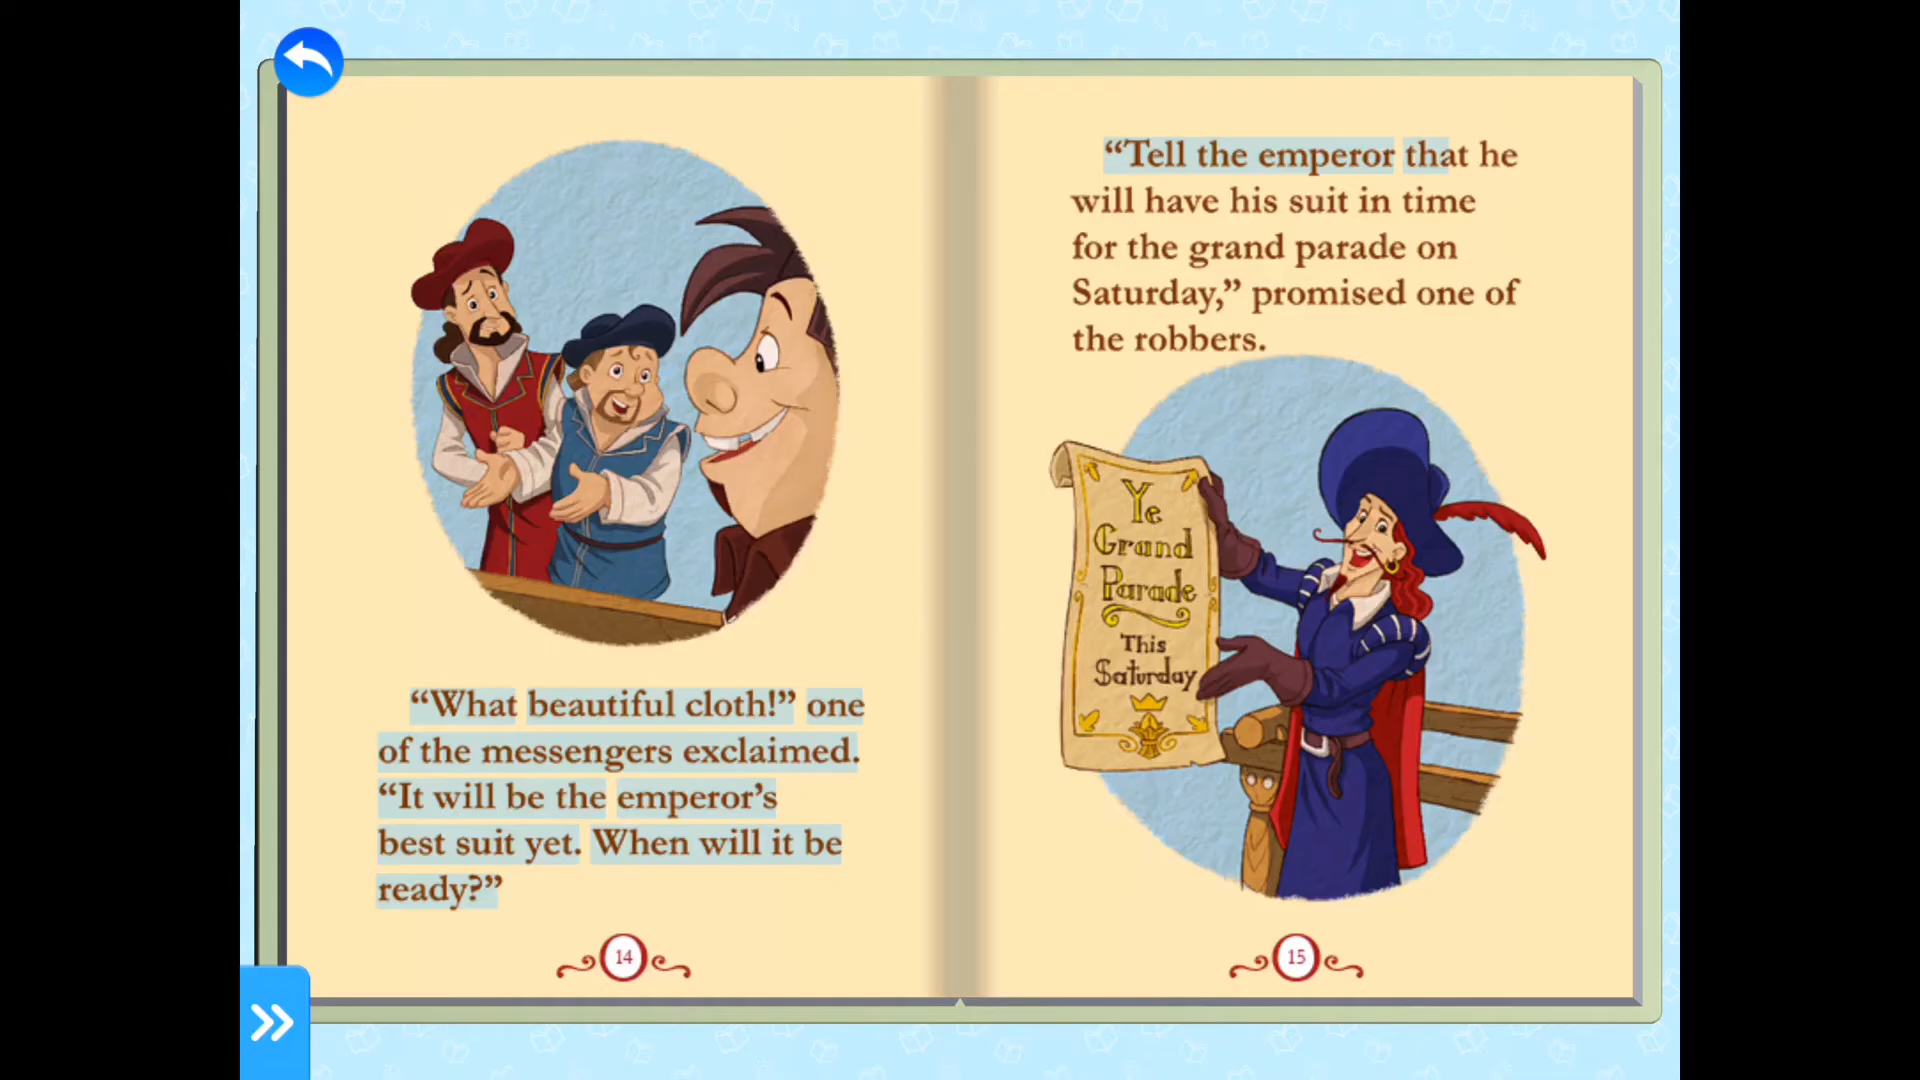 “What beautiful cloth!” one
of the messengers exclaimed.
“It will be the emperor’s
best suit yet. When will it be
ready?”
14
“Tell the emperor that he
will have his suit in time
for the grand parade on
Saturday,” promised one of
the robbers.
Ye
Grand
Parade
This
Saturday
15